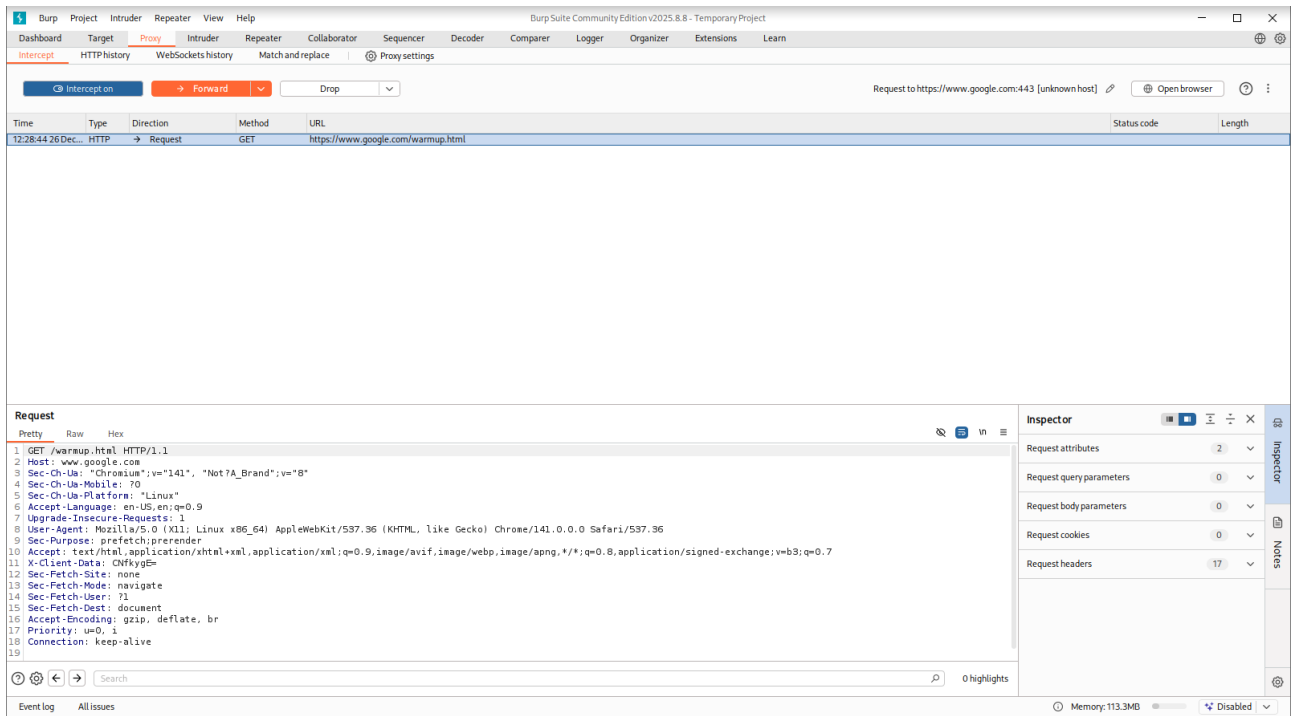 Burp Project Intruder Repeater View Help Burp Suite Community Edition v2025.8.8 - Temporary Project
Dashboard Target Proxy Intruder Repeater Collaborator Sequencer Decoder Comparer Logger Organizer Extensions Learn
Intercept HTTP history WebSockets history Match and replace Proxy settings
Intercept on Forward Drop Request to https://www.google.com:443 [unknown host] Open browser
Time Type Direction Method URL Status code Length
12:28:44 26 Dec... HTTP → Request GET https://www.google.com/warmup.html
Request
Pretty Raw Hex \n
1 GET /warmup.html HTTP/1.1
2 Host: www.google.com
3 Sec-Ch-Ua: "Chromium";v="141", "Not?A_Brand";v="8"
4 Sec-Ch-Ua-Mobile: ?0
5 Sec-Ch-Ua-Platform: "Linux"
6 Accept-Language: en-US,en;q=0.9
7 Upgrade-Insecure-Requests: 1
8 User-Agent: Mozilla/5.0 (X11; Linux x86_64) AppleWebKit/537.36 (KHTML, like Gecko) Chrome/141.0.0.0 Safari/537.36
9 Sec-Purpose: prefetch;prerender
10 Accept: text/html,application/xhtml+xml,application/xml;q=0.9,image/avif,image/webp,image/apng,*/*;q=0.8,application/signed-exchange;v=b3;q=0.7
11 X-Client-Data: CNfkygE=
12 Sec-Fetch-Site: none
13 Sec-Fetch-Mode: navigate
14 Sec-Fetch-User: ?1
15 Sec-Fetch-Dest: document
16 Accept-Encoding: gzip, deflate, br
17 Priority: u=0, i
18 Connection: keep-alive
19
Search 0 highlights
Inspector
Request attributes 2
Request query parameters 0
Request body parameters 0
Request cookies 0
Request headers 17
Inspector
Notes
Event log All issues Memory: 113.3MB Disabled